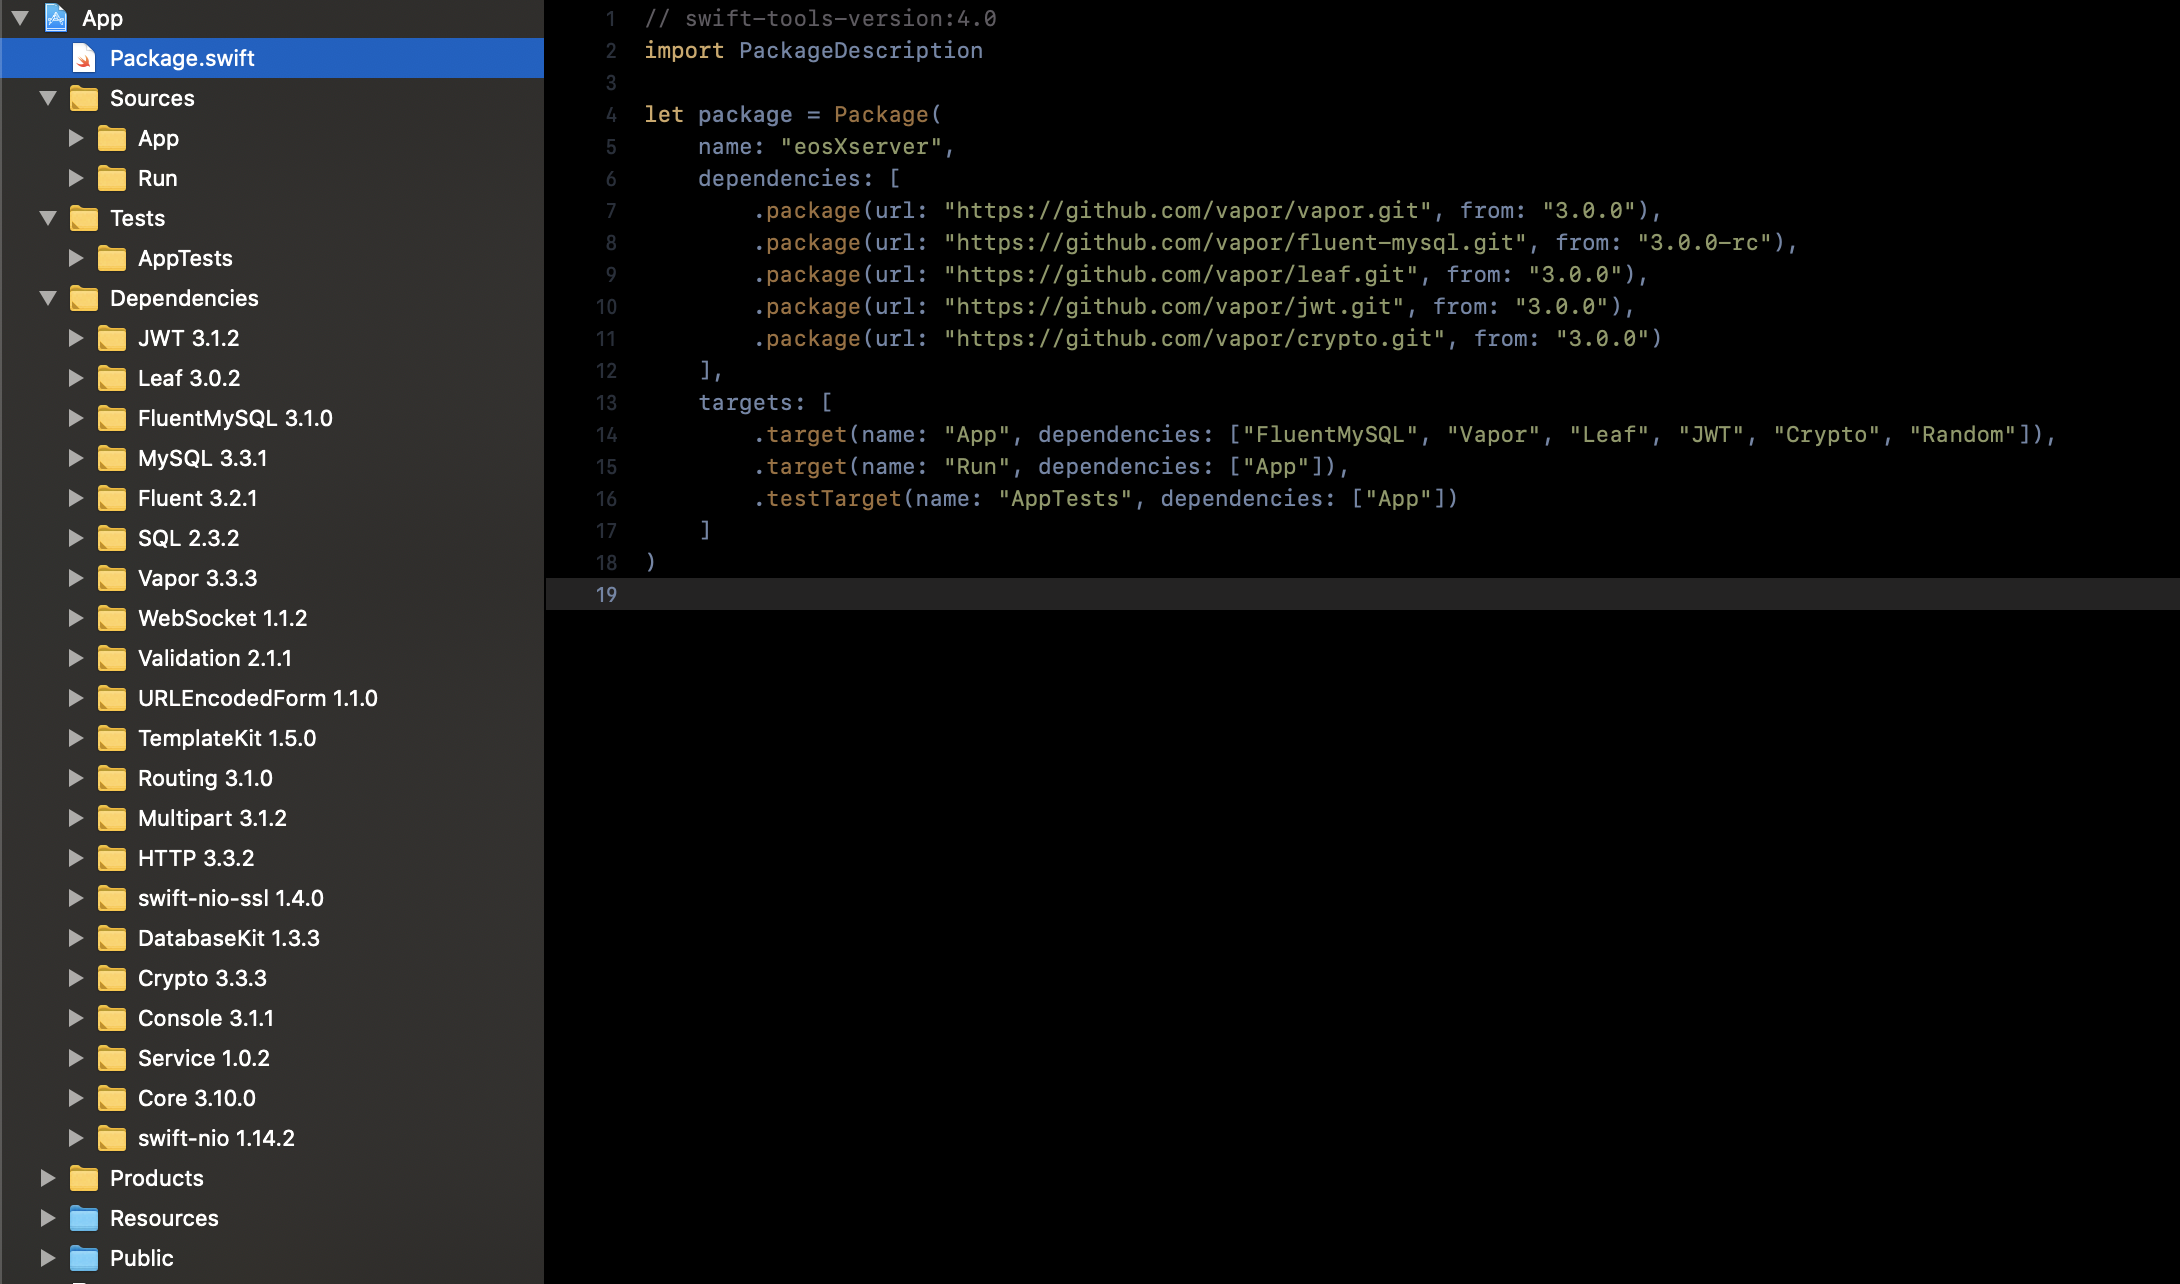 App
Package.swift
Sources
App
Run
Tests
AppTests
Dependencies
JWT 3.1.2
Leaf 3.0.2
FluentMySQL 3.1.0
MySQL 3.3.1
Fluent 3.2.1
SQL 2.3.2
Vapor 3.3.3
WebSocket 1.1.2
Validation 2.1.1
URLEncodedForm 1.1.0
TemplateKit 1.5.0
Routing 3.1.0
Multipart 3.1.2
HTTP 3.3.2
swift-nio-ssl 1.4.0
DatabaseKit 1.3.3
Crypto 3.3.3
Console 3.1.1
Service 1.0.2
Core 3.10.0
swift-nio 1.14.2
Products
Resources
Public
1 // swift-tools-version:4.0
2 import PackageDescription
3
4 let package = Package(
5     name: "eosXserver",
6     dependencies: [
7         .package(url: "https://github.com/vapor/vapor.git", from: "3.0.0"),
8         .package(url: "https://github.com/vapor/fluent-mysql.git", from: "3.0.0-rc"),
9         .package(url: "https://github.com/vapor/leaf.git", from: "3.0.0"),
10         .package(url: "https://github.com/vapor/jwt.git", from: "3.0.0"),
11         .package(url: "https://github.com/vapor/crypto.git", from: "3.0.0")
12     ],
13     targets: [
14         .target(name: "App", dependencies: ["FluentMySQL", "Vapor", "Leaf", "JWT", "Crypto", "Random"]),
15         .target(name: "Run", dependencies: ["App"]),
16         .testTarget(name: "AppTests", dependencies: ["App"])
17     ]
18 )
19